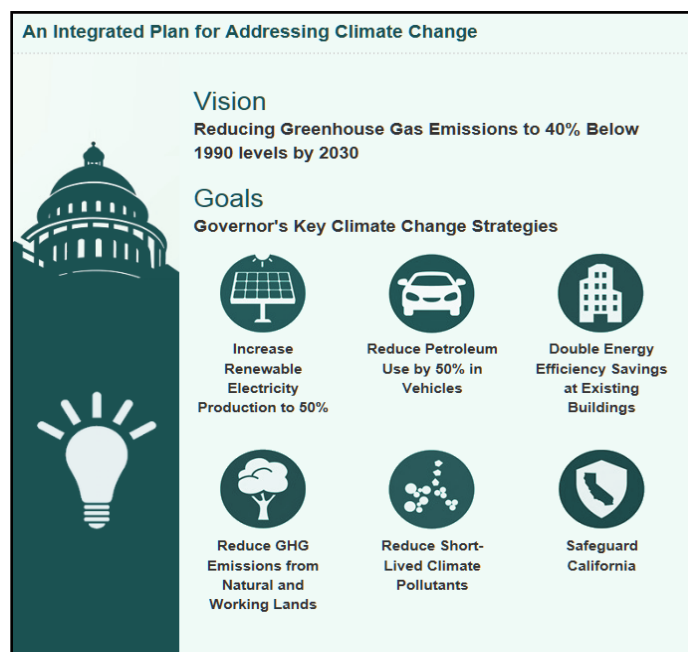 An Integrated Plan for Addressing Climate Change
Vision
Reducing Greenhouse Gas Emissions to 40% Below
1990 levels by 2030
Goals
Governor's Key Climate Change Strategies
Increase
Renewable
Electricity
Production to 50%
Reduce Petroleum
Use by 50% in
Vehicles
Double Energy
Efficiency Savings
at Existing
Buildings
Reduce GHG
Emissions from
Natural and
Working Lands
Reduce Short-
Lived Climate
Pollutants
Safeguard
California